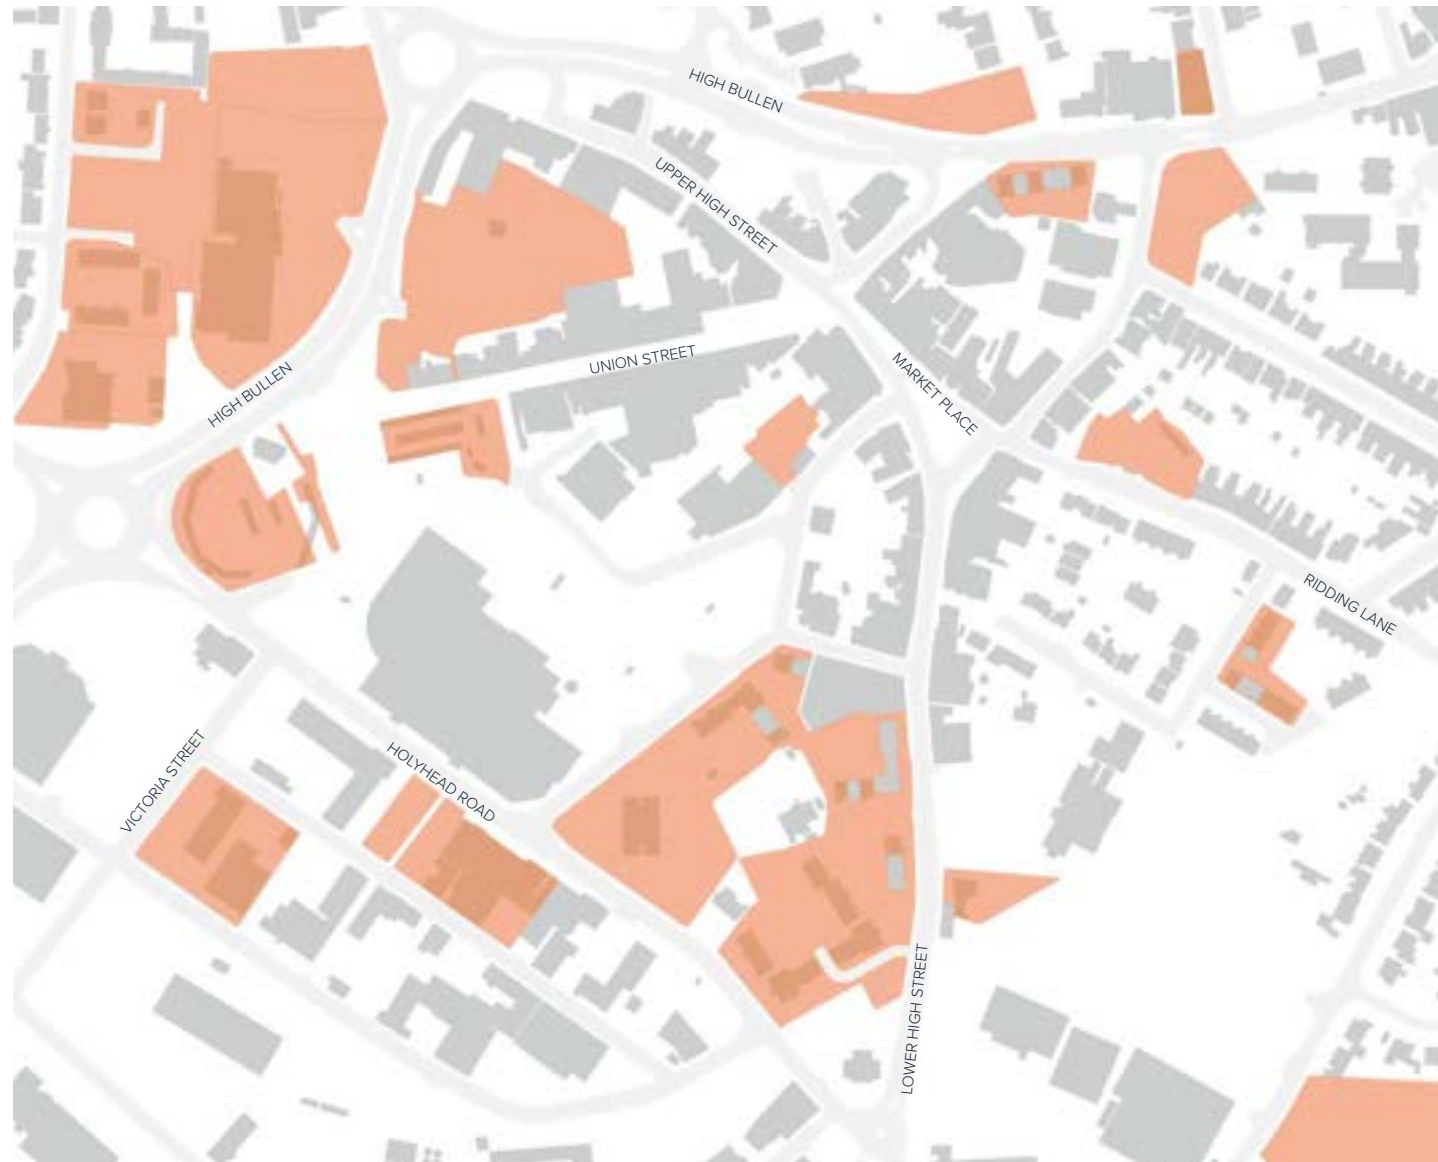 HIGH BULLEN
UPPER HIGH STREET
UNION STREET
MARKET PLACE
HIGH BULLEN
RIDDING LANE
VICTORIA STREET
HOLYHEAD ROAD
LOWER HIGH STREET